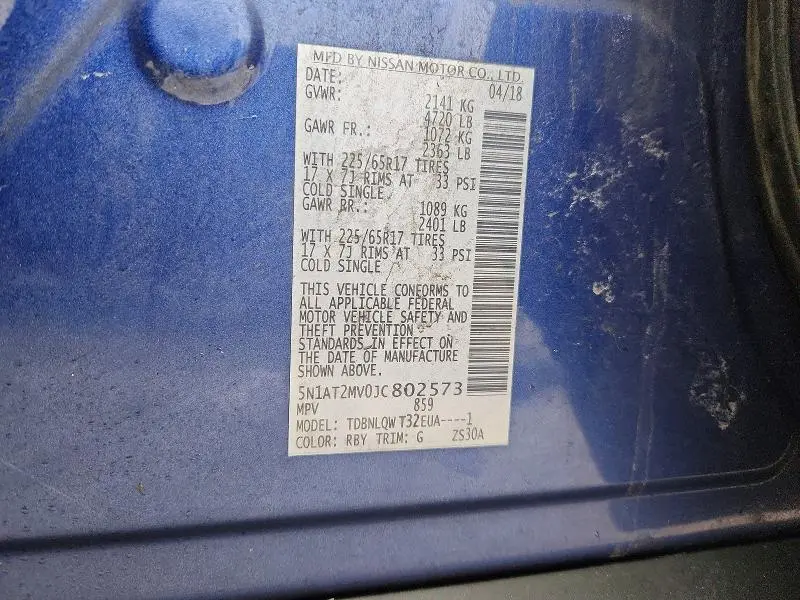 MFD BY NISSAN MOTOR CO., LTD.
DATE: 04/18
GVWR: 2141 KG
4720 LB
GAWR FR.: 1072 KG
2363 LB
WITH 225/65R17 TIRES
17 X 7J RIMS AT 33 PSI
COLD SINGLE
GAWR RR.: 1089 KG
2401 LB
WITH 225/65R17 TIRES
17 X 7J RIMS AT 33 PSI
COLD SINGLE
THIS VEHICLE CONFORMS TO
ALL APPLICABLE FEDERAL
MOTOR VEHICLE SAFETY AND
THEFT PREVENTION
STANDARDS IN EFFECT ON
THE DATE OF MANUFACTURE
SHOWN ABOVE.
5N1AT2MV0JC802573
MPV 859
MODEL: TDBNLQW T32EUA----1
COLOR: RBY TRIM: G ZS30A